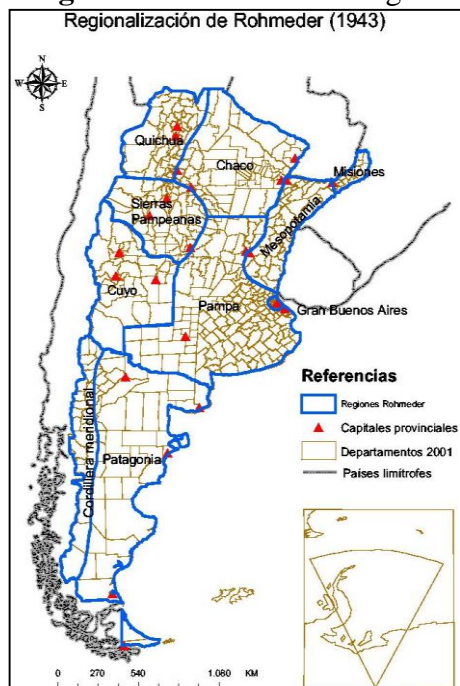 Regionalización de Rohmeder (1943)
N
W
E
S
Quichua
Chaco
Misiones
Sierras
Pampeanas
Mesopotamia
Cuyo
Pampa
Gran Buenos Aires
Cordillera meridional
Patagonia
Referencias
Regiones Rohmeder
Capitales provinciales
Departamentos 2001
Países limítrofes
0 270 540 1.080 KM